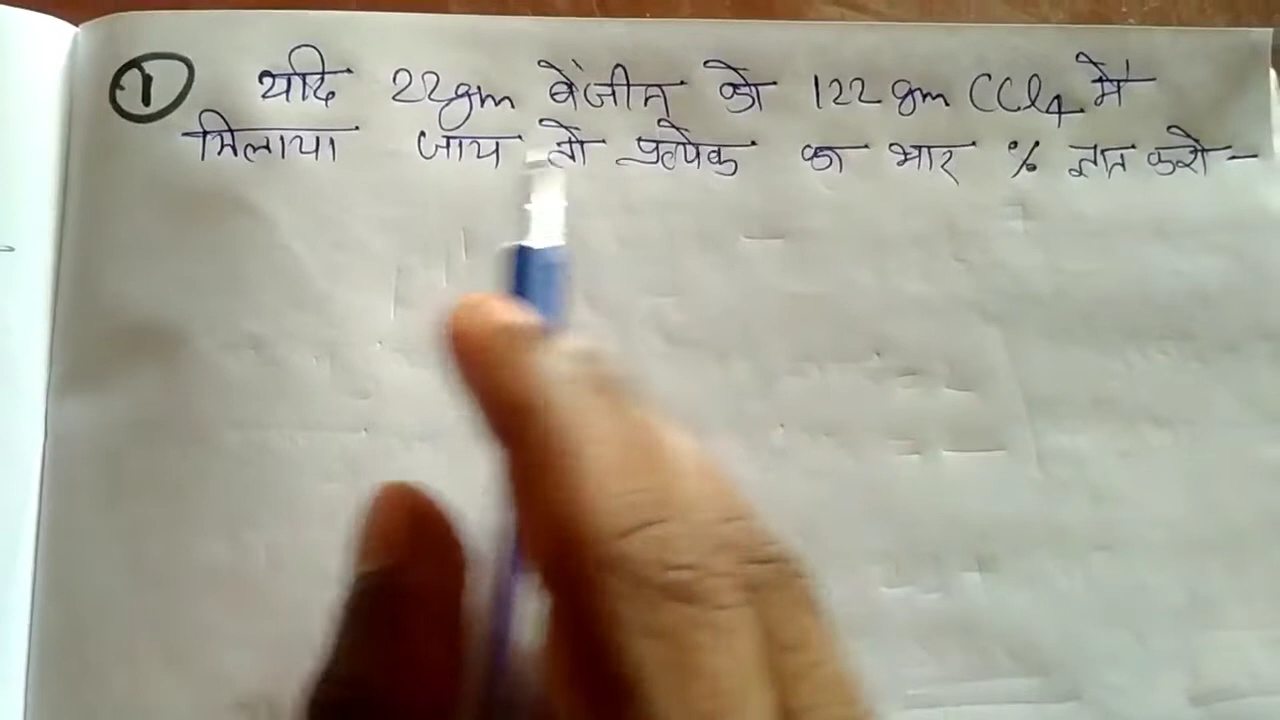 ① यदि 22gm बेंजीन को 122 gm CCl4 में
मिलाया जाय तो प्रत्येक का भार % ज्ञात करो -